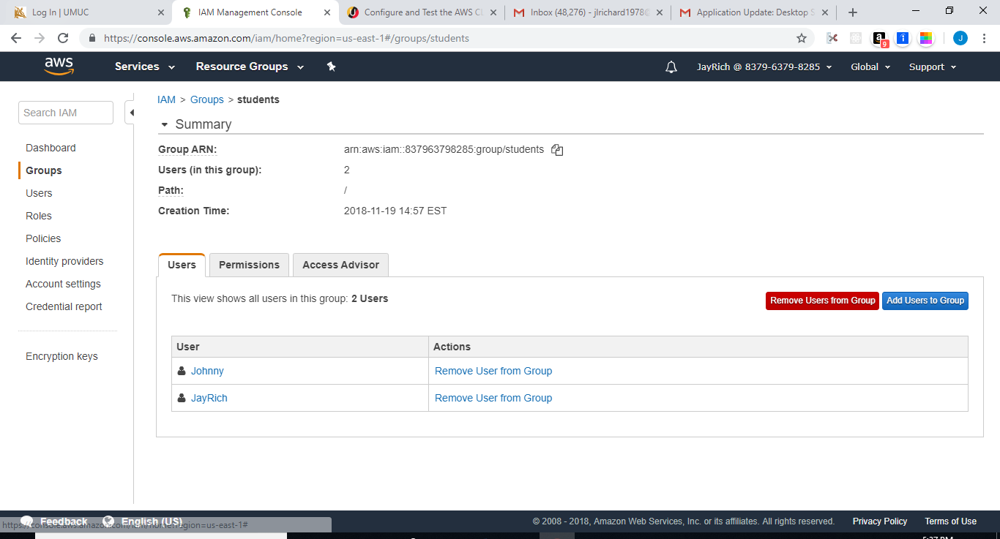 Log In | UMUC
IAM Management Console
Configure and Test the AWS CL
Inbox (48,276) - jlrichard1978@
Application Update: Desktop S
https://console.aws.amazon.com/iam/home?region=us-east-1#/groups/students
9
J
aws
Services
Resource Groups
JayRich @ 8379-6379-8285
Global
Support
Search IAM
Dashboard
Groups
Users
Roles
Policies
Identity providers
Account settings
Credential report
Encryption keys
IAM > Groups > students
Summary
Group ARN: arn:aws:iam::837963798285:group/students
Users (in this group): 2
Path: /
Creation Time: 2018-11-19 14:57 EST
Users
Permissions
Access Advisor
This view shows all users in this group: 2 Users
Remove Users from Group
Add Users to Group
User Actions
Johnny Remove User from Group
JayRich Remove User from Group
Feedback
English (US)
https://console.aws.amazon.com/iam/home?region=us-east-1#
© 2008 - 2018, Amazon Web Services, Inc. or its affiliates. All rights reserved.
Privacy Policy
Terms of Use